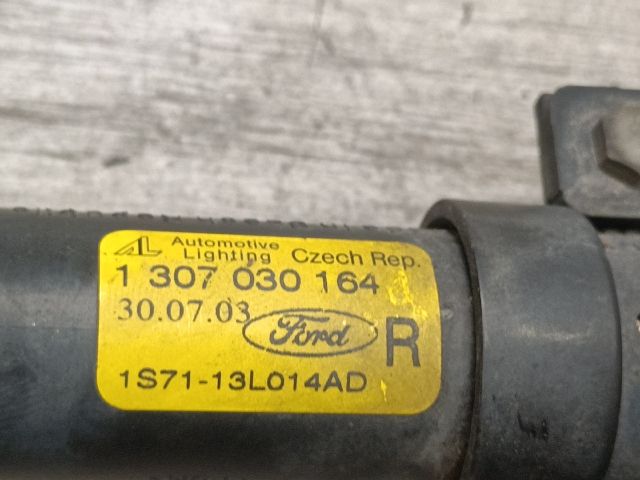 AL Automotive Lighting Czech Rep.
1 307 030 164
30.07.03 Ford R
1S71-13L014AD